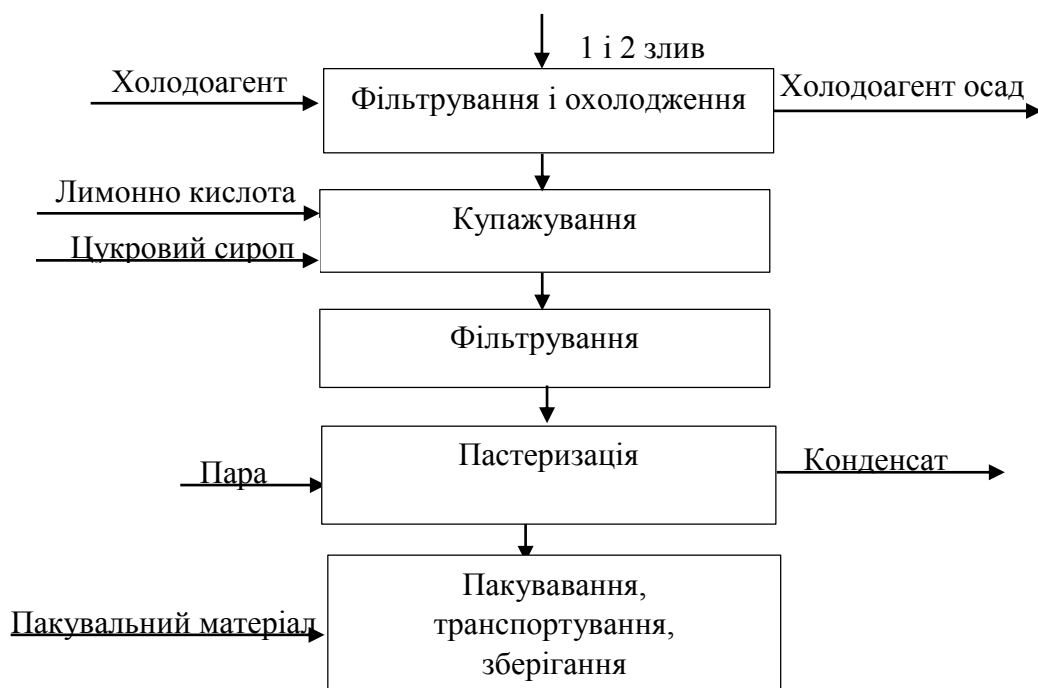 1 і 2 злив
Холодоагент
Фільтрування і охолодження
Холодоагент осад
Лимонно кислота
Купажування
Цукровий сироп
Фільтрування
Пара
Пастеризація
Конденсат
Пакувальний матеріал
Пакуваванняˌ
транспортування,
зберігання